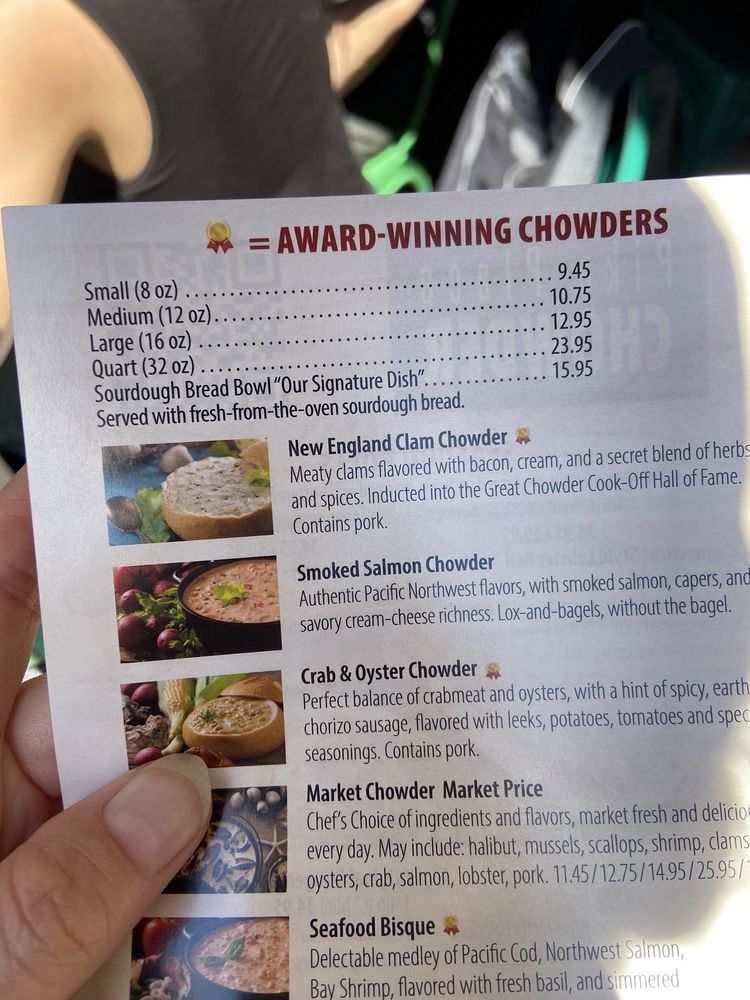 = AWARD-WINNING CHOWDERS
Small (8 oz) ........................................ 9.45
Medium (12 oz) ..................................... 10.75
Large (16 oz) ....................................... 12.95
Quart (32 oz) ....................................... 23.95
Sourdough Bread Bowl "Our Signature Dish" .............. 15.95
Served with fresh-from-the-oven sourdough bread.
New England Clam Chowder
Meaty clams flavored with bacon, cream, and a secret blend of herbs
and spices. Inducted into the Great Chowder Cook-Off Hall of Fame.
Contains pork.
Smoked Salmon Chowder
Authentic Pacific Northwest flavors, with smoked salmon, capers, and
savory cream-cheese richness. Lox-and-bagels, without the bagel.
Crab & Oyster Chowder
Perfect balance of crabmeat and oysters, with a hint of spicy, earth
chorizo sausage, flavored with leeks, potatoes, tomatoes and spec
seasonings. Contains pork.
Market Chowder Market Price
Chef's Choice of ingredients and flavors, market fresh and delicio
every day. May include: halibut, mussels, scallops, shrimp, clams
oysters, crab, salmon, lobster, pork. 11.45/12.75/14.95/25.95/
Seafood Bisque
Delectable medley of Pacific Cod, Northwest Salmon,
Bay Shrimp, flavored with fresh basil, and simmered